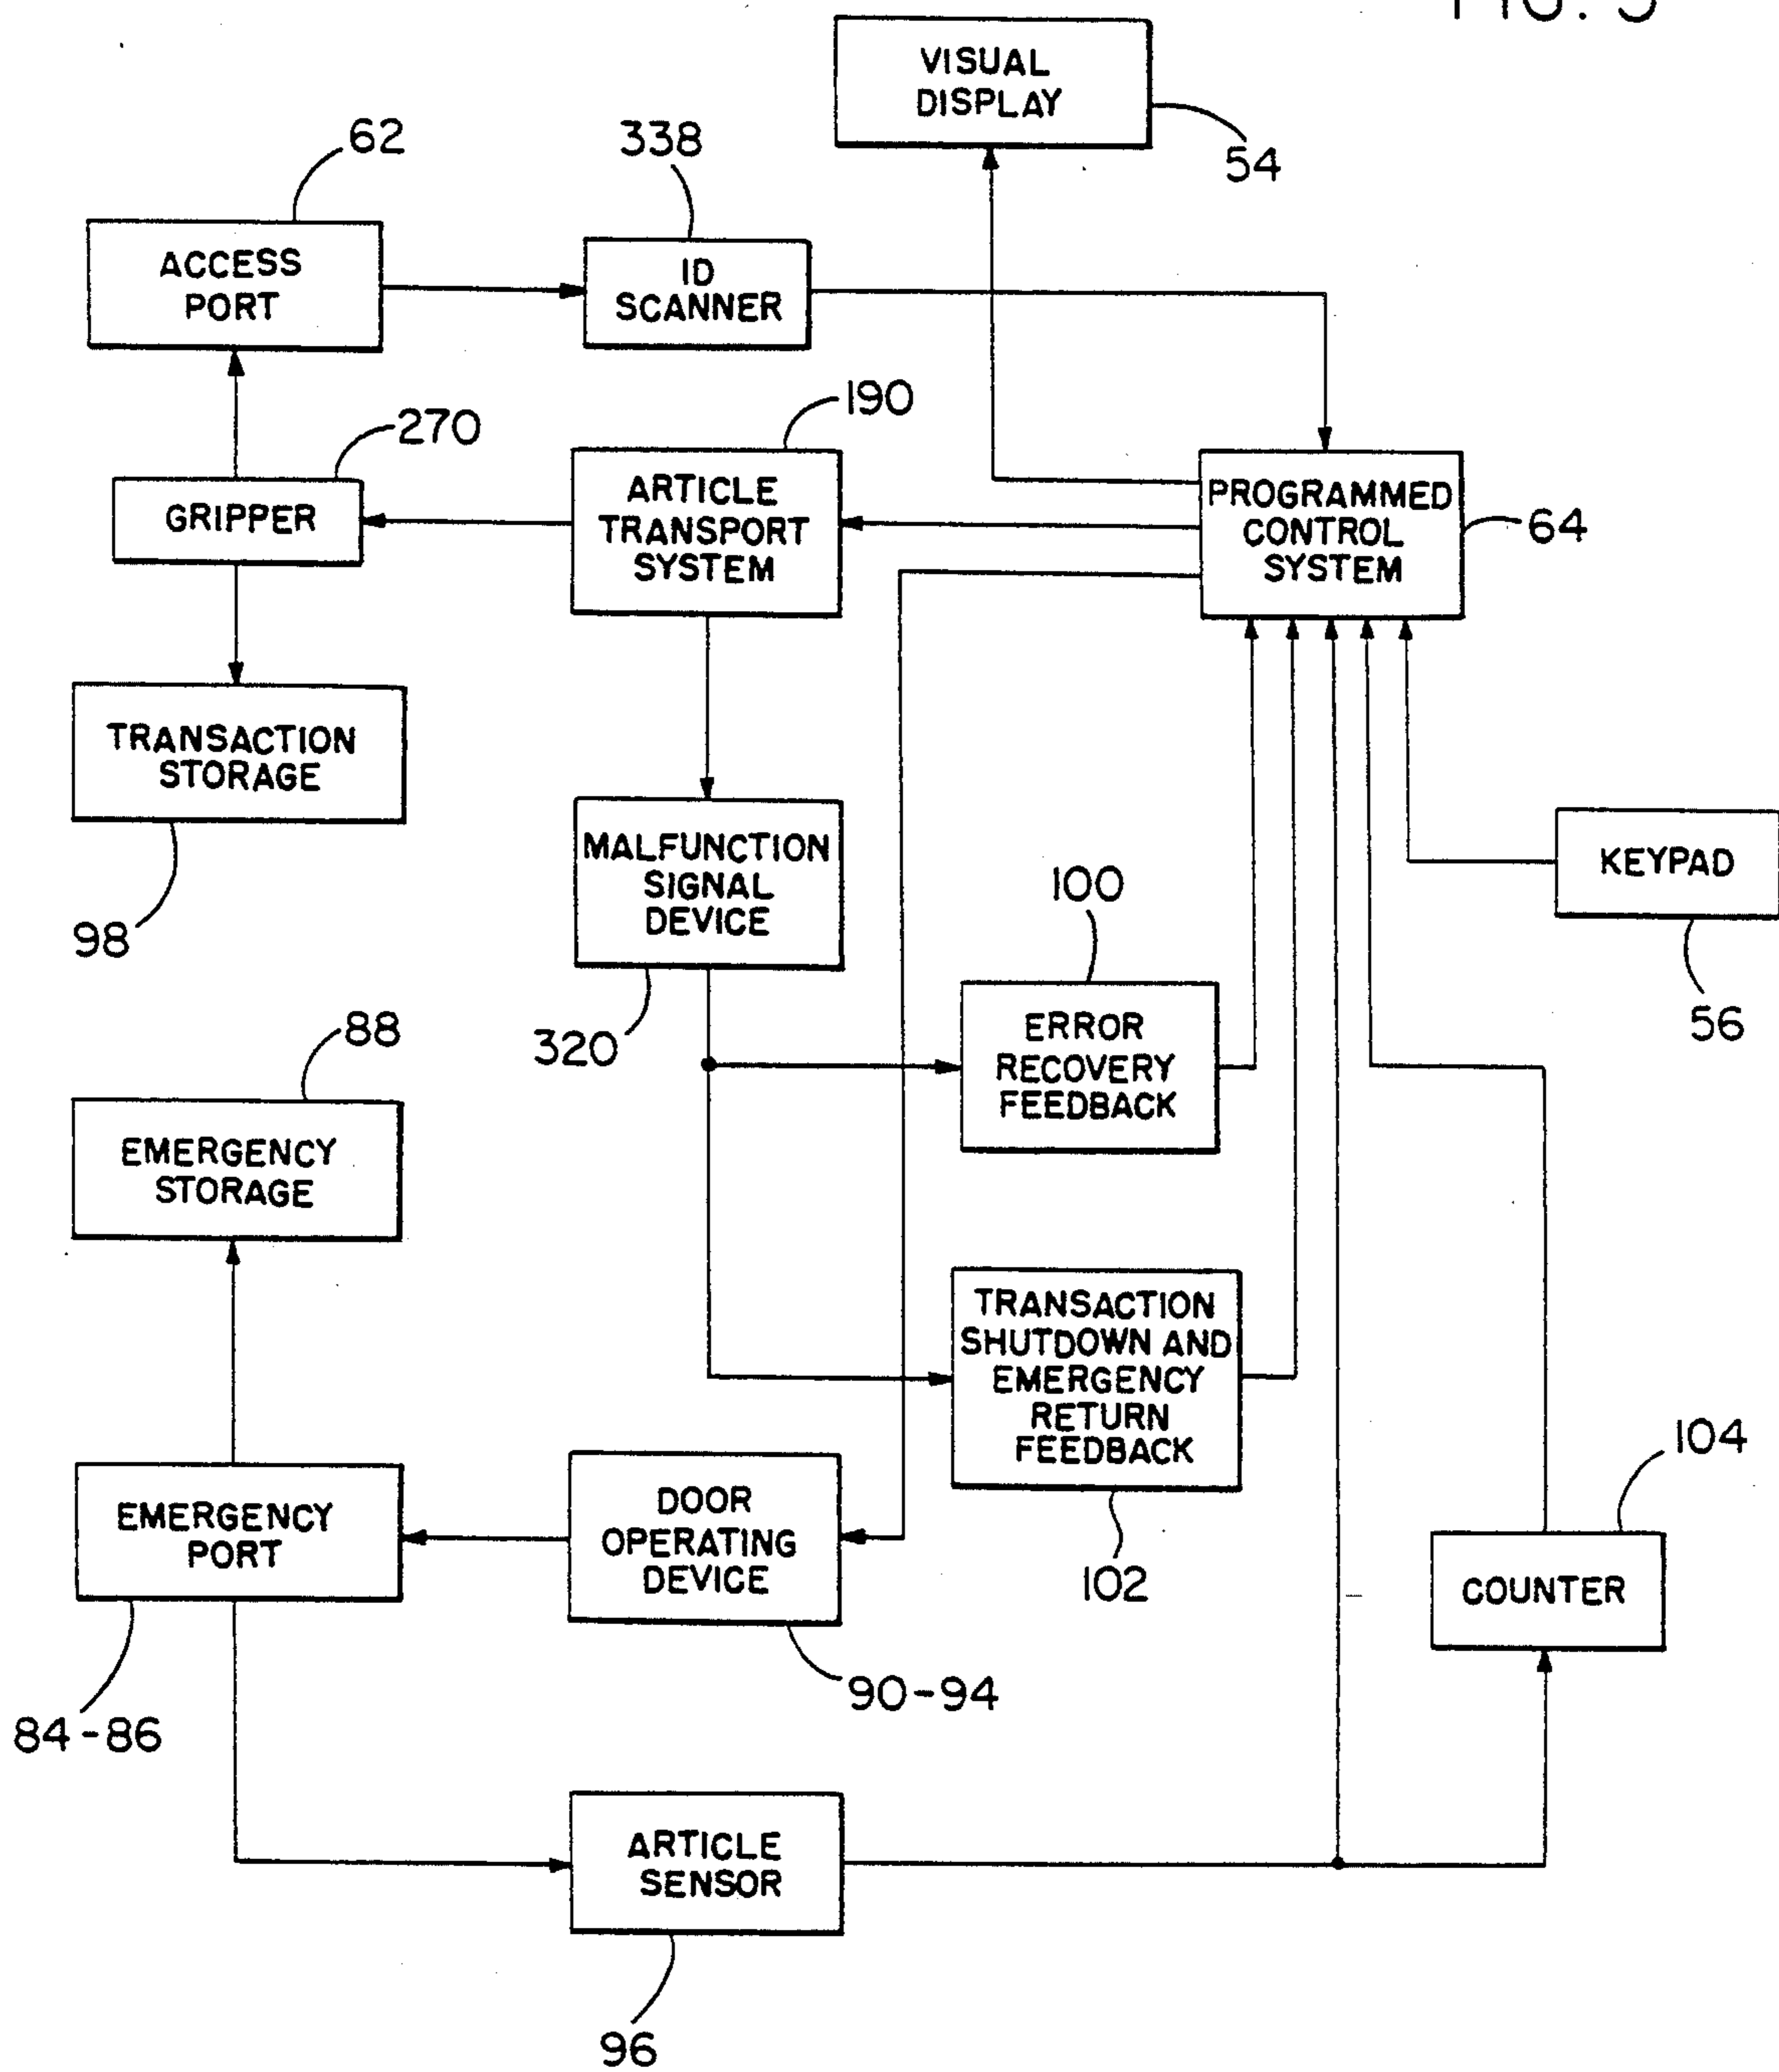 VISUAL
DISPLAY
54
62
338
ACCESS
PORT
ID
SCANNER
270
190
GRIPPER
ARTICLE
TRANSPORT
SYSTEM
PROGRAMMED
CONTROL
SYSTEM
64
TRANSACTION
STORAGE
98
MALFUNCTION
SIGNAL
DEVICE
320
KEYPAD
56
100
ERROR
RECOVERY
FEEDBACK
88
EMERGENCY
STORAGE
TRANSACTION
SHUTDOWN AND
EMERGENCY
RETURN
FEEDBACK
102
EMERGENCY
PORT
84-86
DOOR
OPERATING
DEVICE
90-94
104
COUNTER
ARTICLE
SENSOR
96